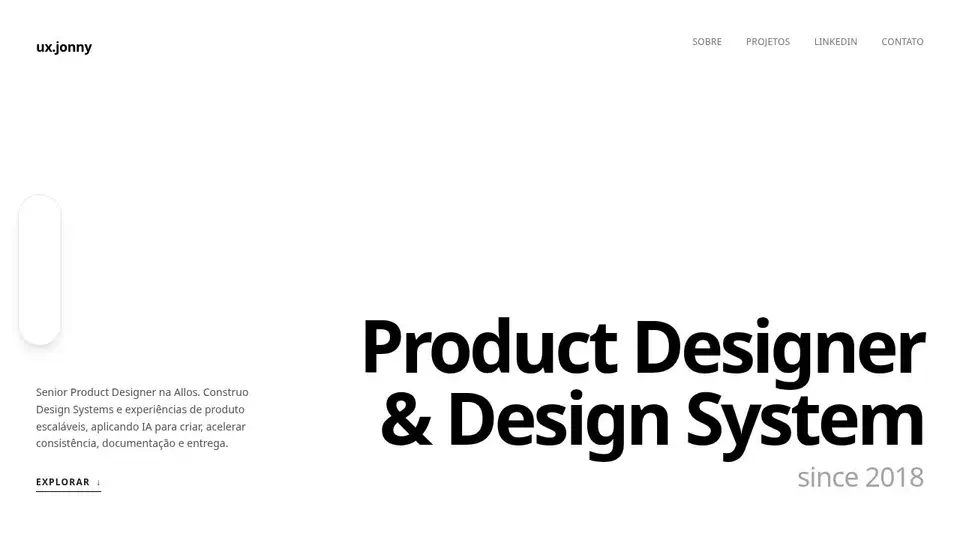 ux.jonny
SOBRE PROJETOS LINKEDIN CONTATO
Product Designer
& Design System
since 2018
Senior Product Designer na Allos. Construo
Design Systems e experiências de produto
escaláveis, aplicando IA para criar, acelerar
consistência, documentação e entrega.
EXPLORAR ↓